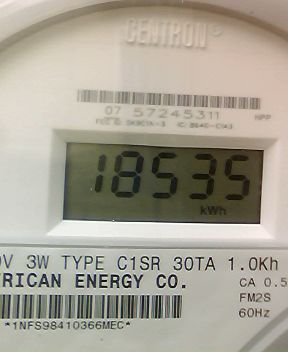 CENTRON®
07 57245311
HPP
18535
kWh
V 3W TYPE C1SR 30TA 1.0Kh
RICAN ENERGY CO.
CA 0.5
FM2S
60Hz
*1NFS98410366MEC*